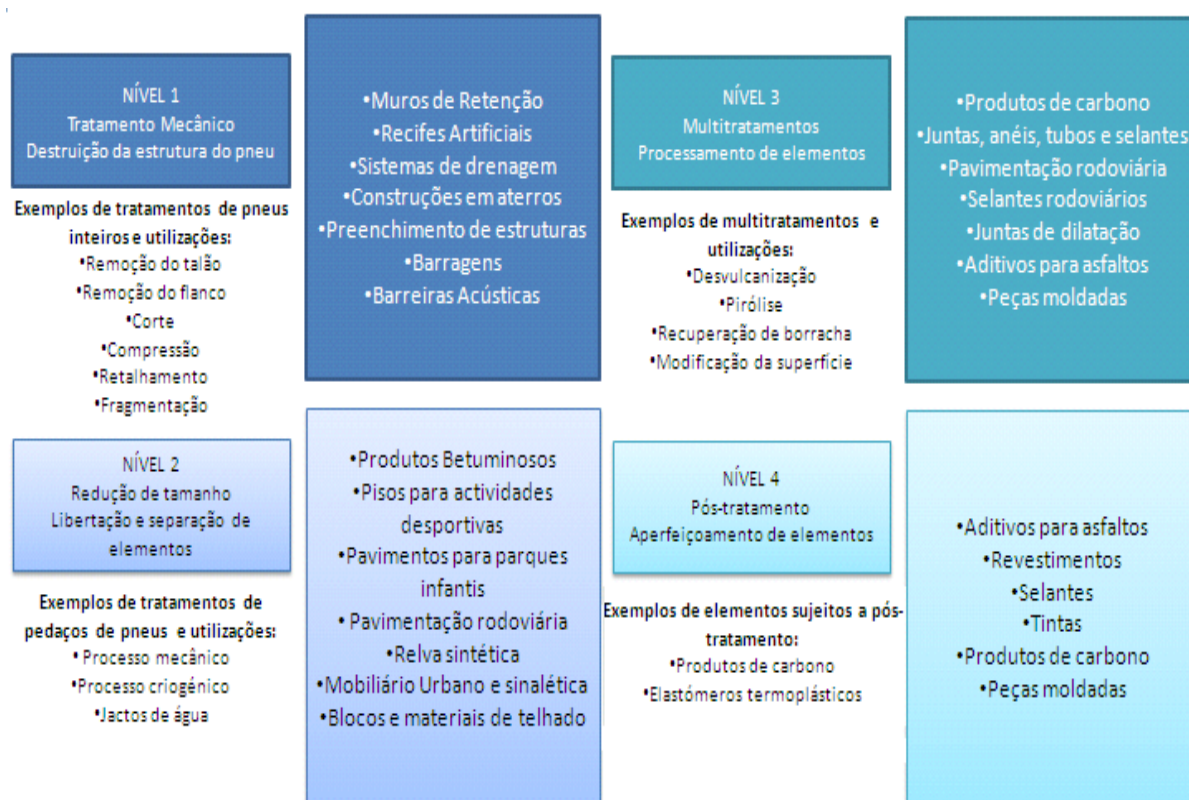 NÍVEL 1
Tratamento Mecânico
Destruição da estrutura do pneu
Exemplos de tratamentos de pneus
inteiros e utilizações:
•Remoção do talão
•Remoção do flanco
•Corte
•Compressão
•Retalhamento
•Fragmentação
•Muros de Retenção
•Recifes Artificiais
•Sistemas de drenagem
•Construções em aterros
•Preenchimento de estruturas
•Barragens
•Barreiras Acústicas
NÍVEL 2
Redução de tamanho
Libertação e separação de
elementos
Exemplos de tratamentos de
pedaços de pneus e utilizações:
• Processo mecânico
•Processo criogénico
•Jactos de água
•Produtos Betuminosos
•Pisos para actividades
desportivas
•Pavimentos para parques
infantis
•Pavimentação rodoviária
•Relva sintética
•Mobiliário Urbano e sinalética
•Blocos e materiais de telhado
NÍVEL 3
Multitratamentos
Processamento de elementos
Exemplos de multitratamentos e
utilizações:
•Desvulcanização
•Pirólise
•Recuperação de borracha
•Modificação da superfície
•Produtos de carbono
•Juntas, anéis, tubos e selantes
•Pavimentação rodoviária
•Selantes rodoviários
•Juntas de dilatação
•Aditivos para asfaltos
•Peças moldadas
NÍVEL 4
Pós-tratamento
Aperfeiçoamento de elementos
Exemplos de elementos sujeitos a pós-
tratamento:
•Produtos de carbono
•Elastómeros termoplásticos
•Aditivos para asfaltos
•Revestimentos
•Selantes
•Tintas
•Produtos de carbono
•Peças moldadas